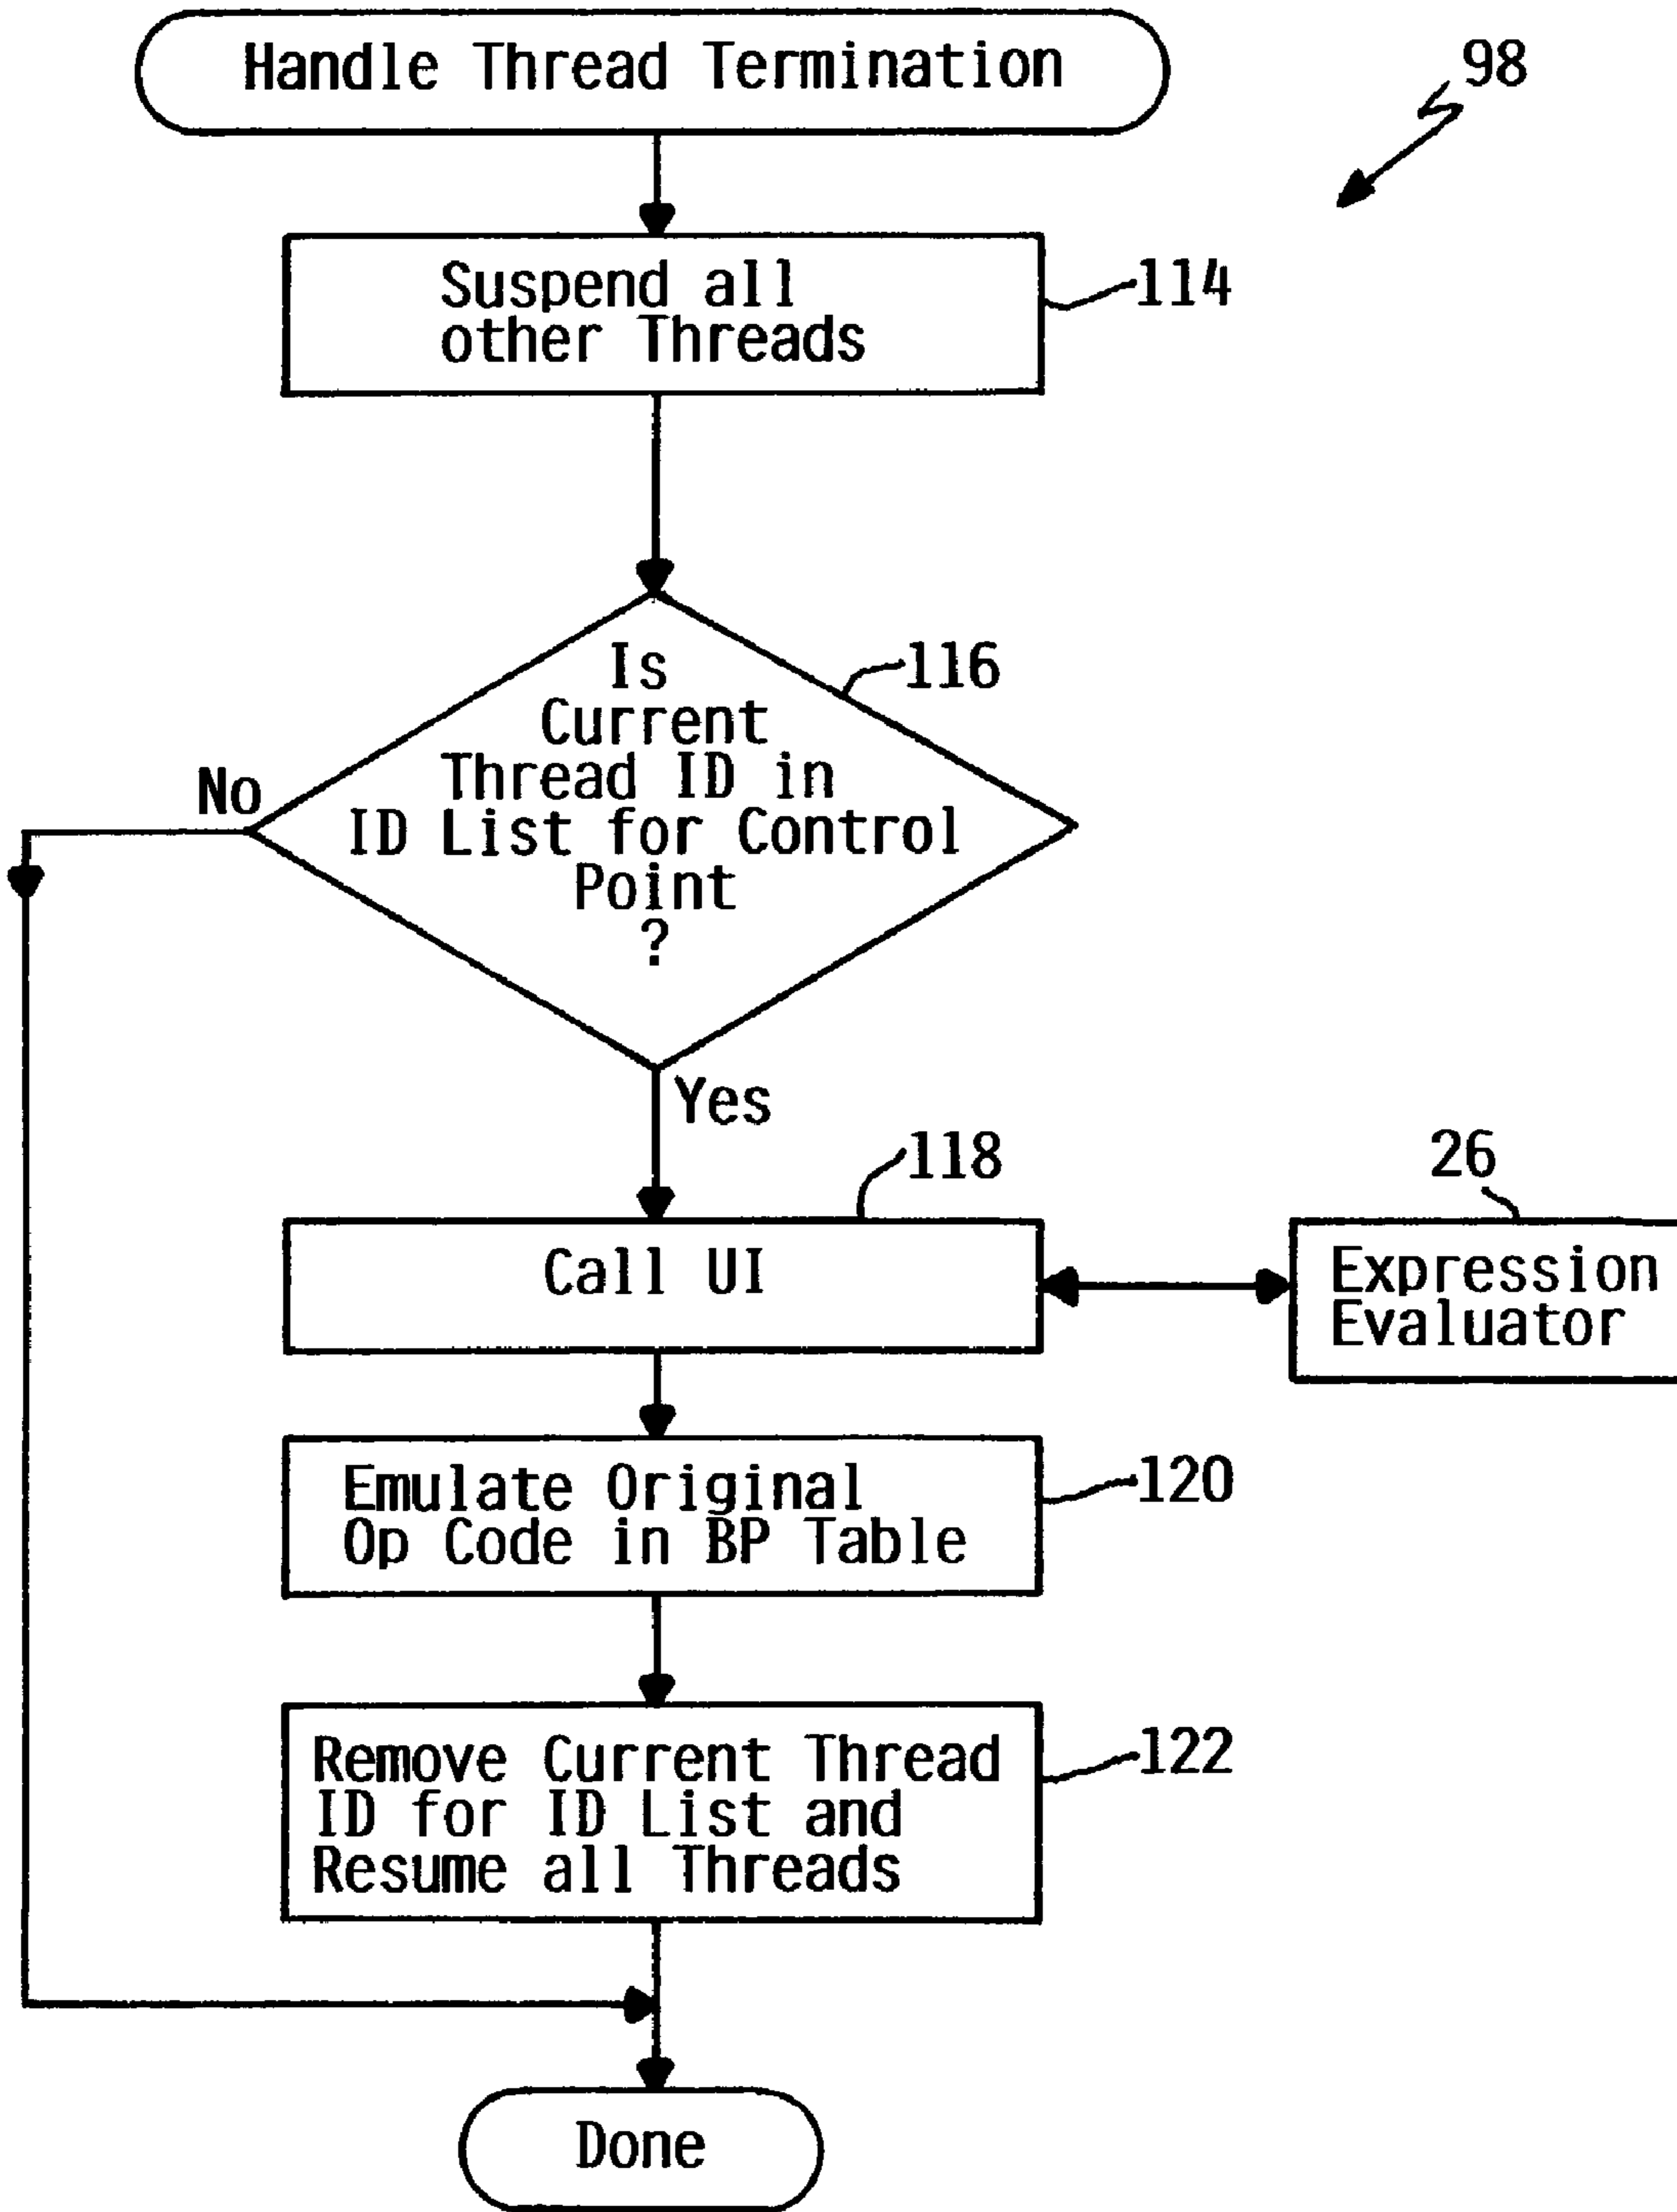 Handle Thread Termination
98
Suspend all
other Threads
114
Is
Current
Thread ID in
ID List for Control
Point
?
116
No
Yes
118
26
Call UI
Expression
Evaluator
Emulate Original
Op Code in BP Table
120
Remove Current Thread
ID for ID List and
Resume all Threads
122
Done